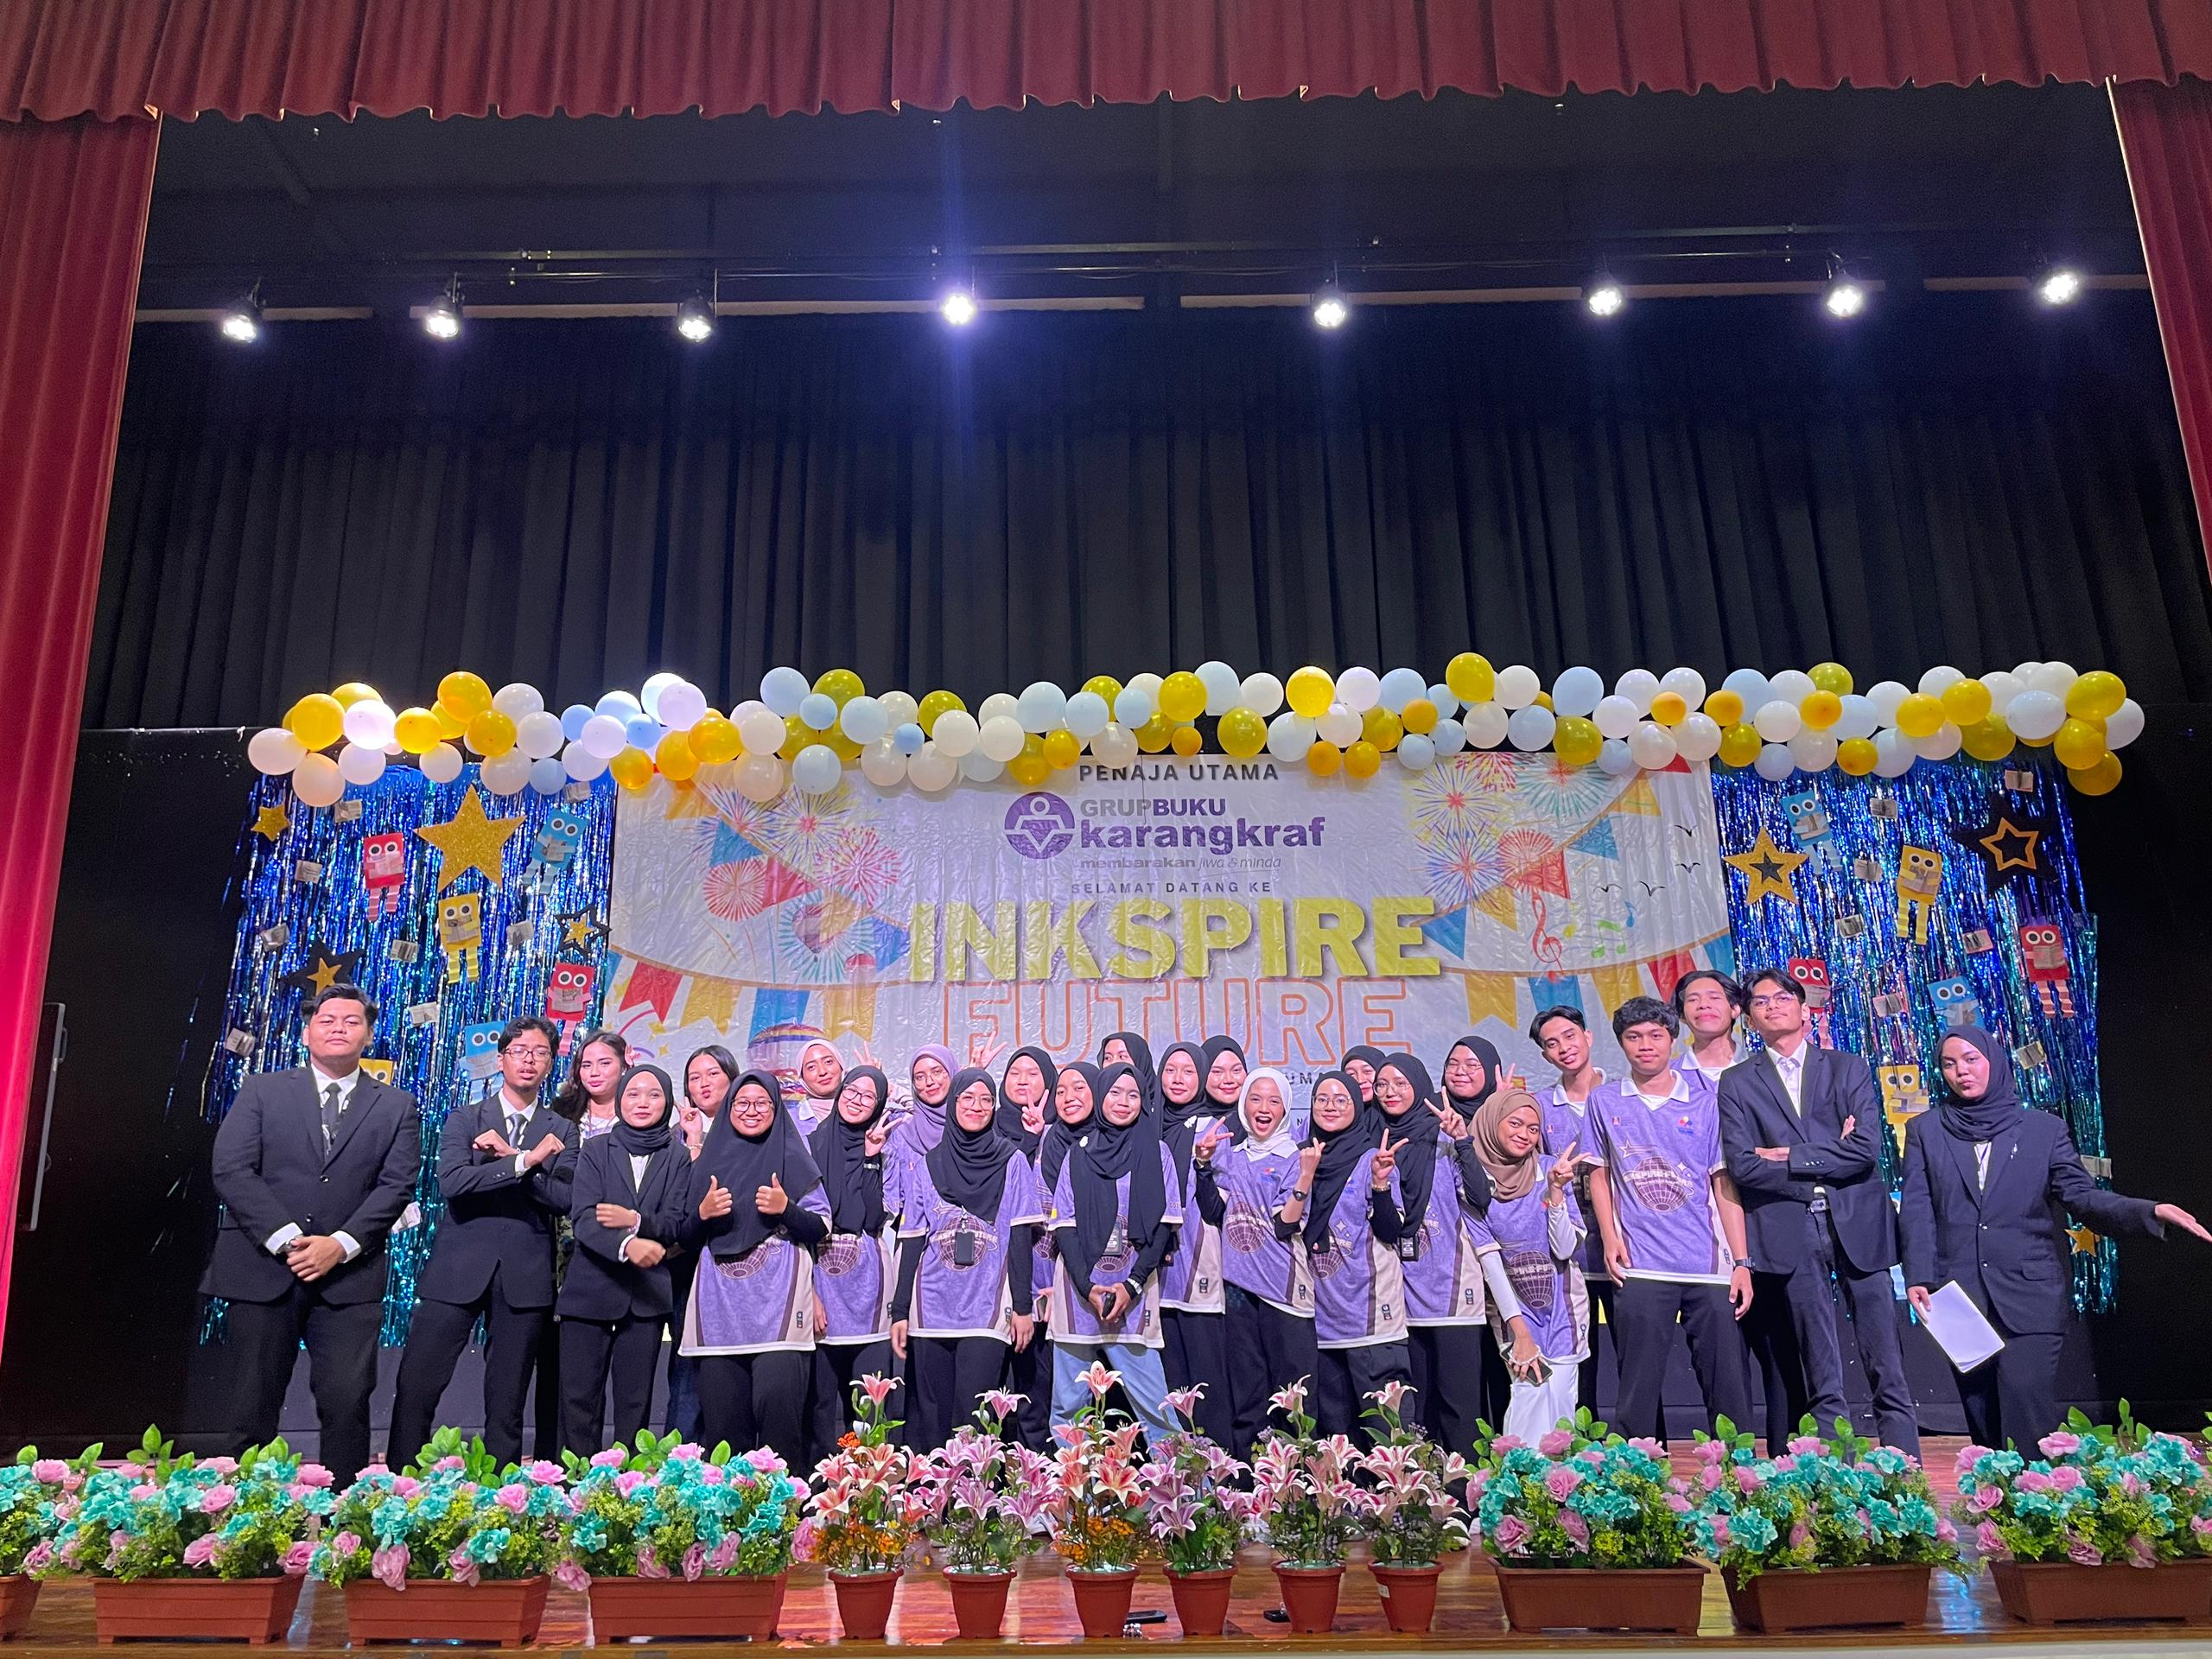 PENAJA UTAMA
GRUPBUKU
karangkraf
membarakan jiwa & minda
SELAMAT DATANG KE
INKSPIRE
FUTURE